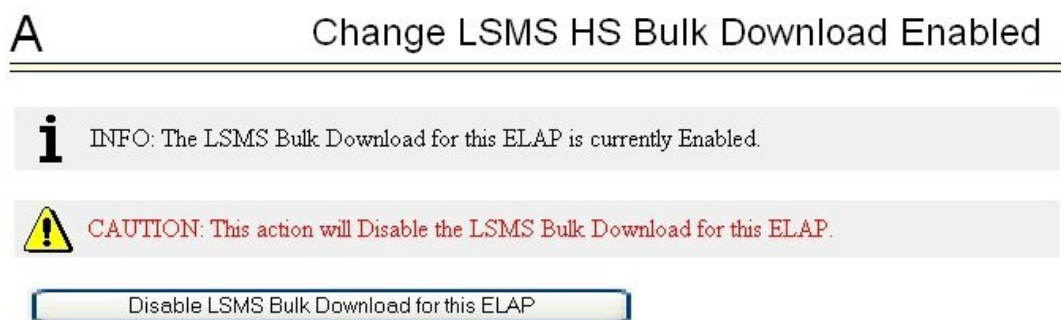 A Change LSMS HS Bulk Download Enabled
INFO: The LSMS Bulk Download for this ELAP is currently Enabled.
CAUTION: This action will Disable the LSMS Bulk Download for this ELAP.
Disable LSMS Bulk Download for this ELAP